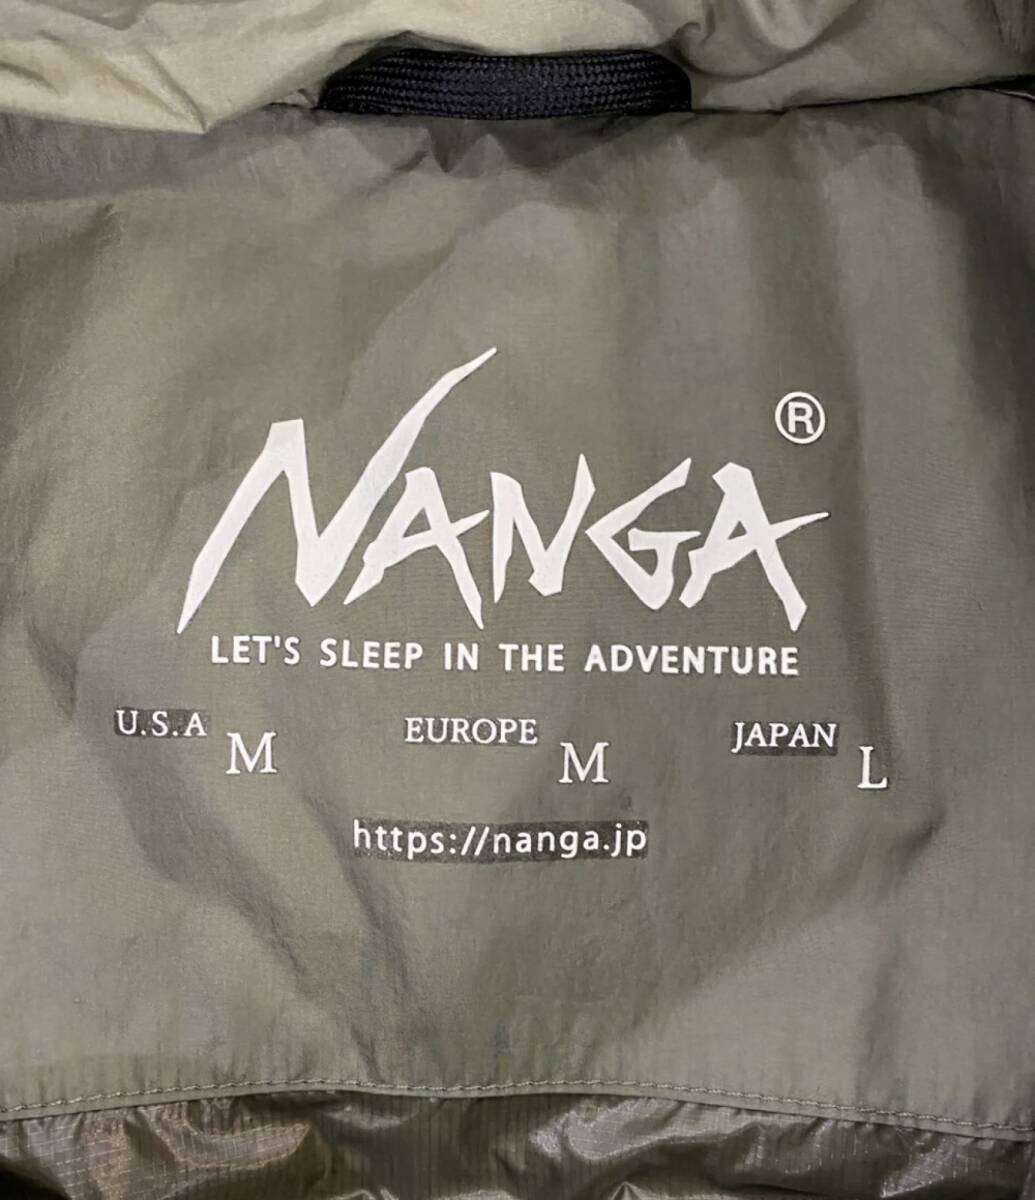 NANGA®
LET'S SLEEP IN THE ADVENTURE
U.S.A M EUROPE M JAPAN L
https://nanga.jp